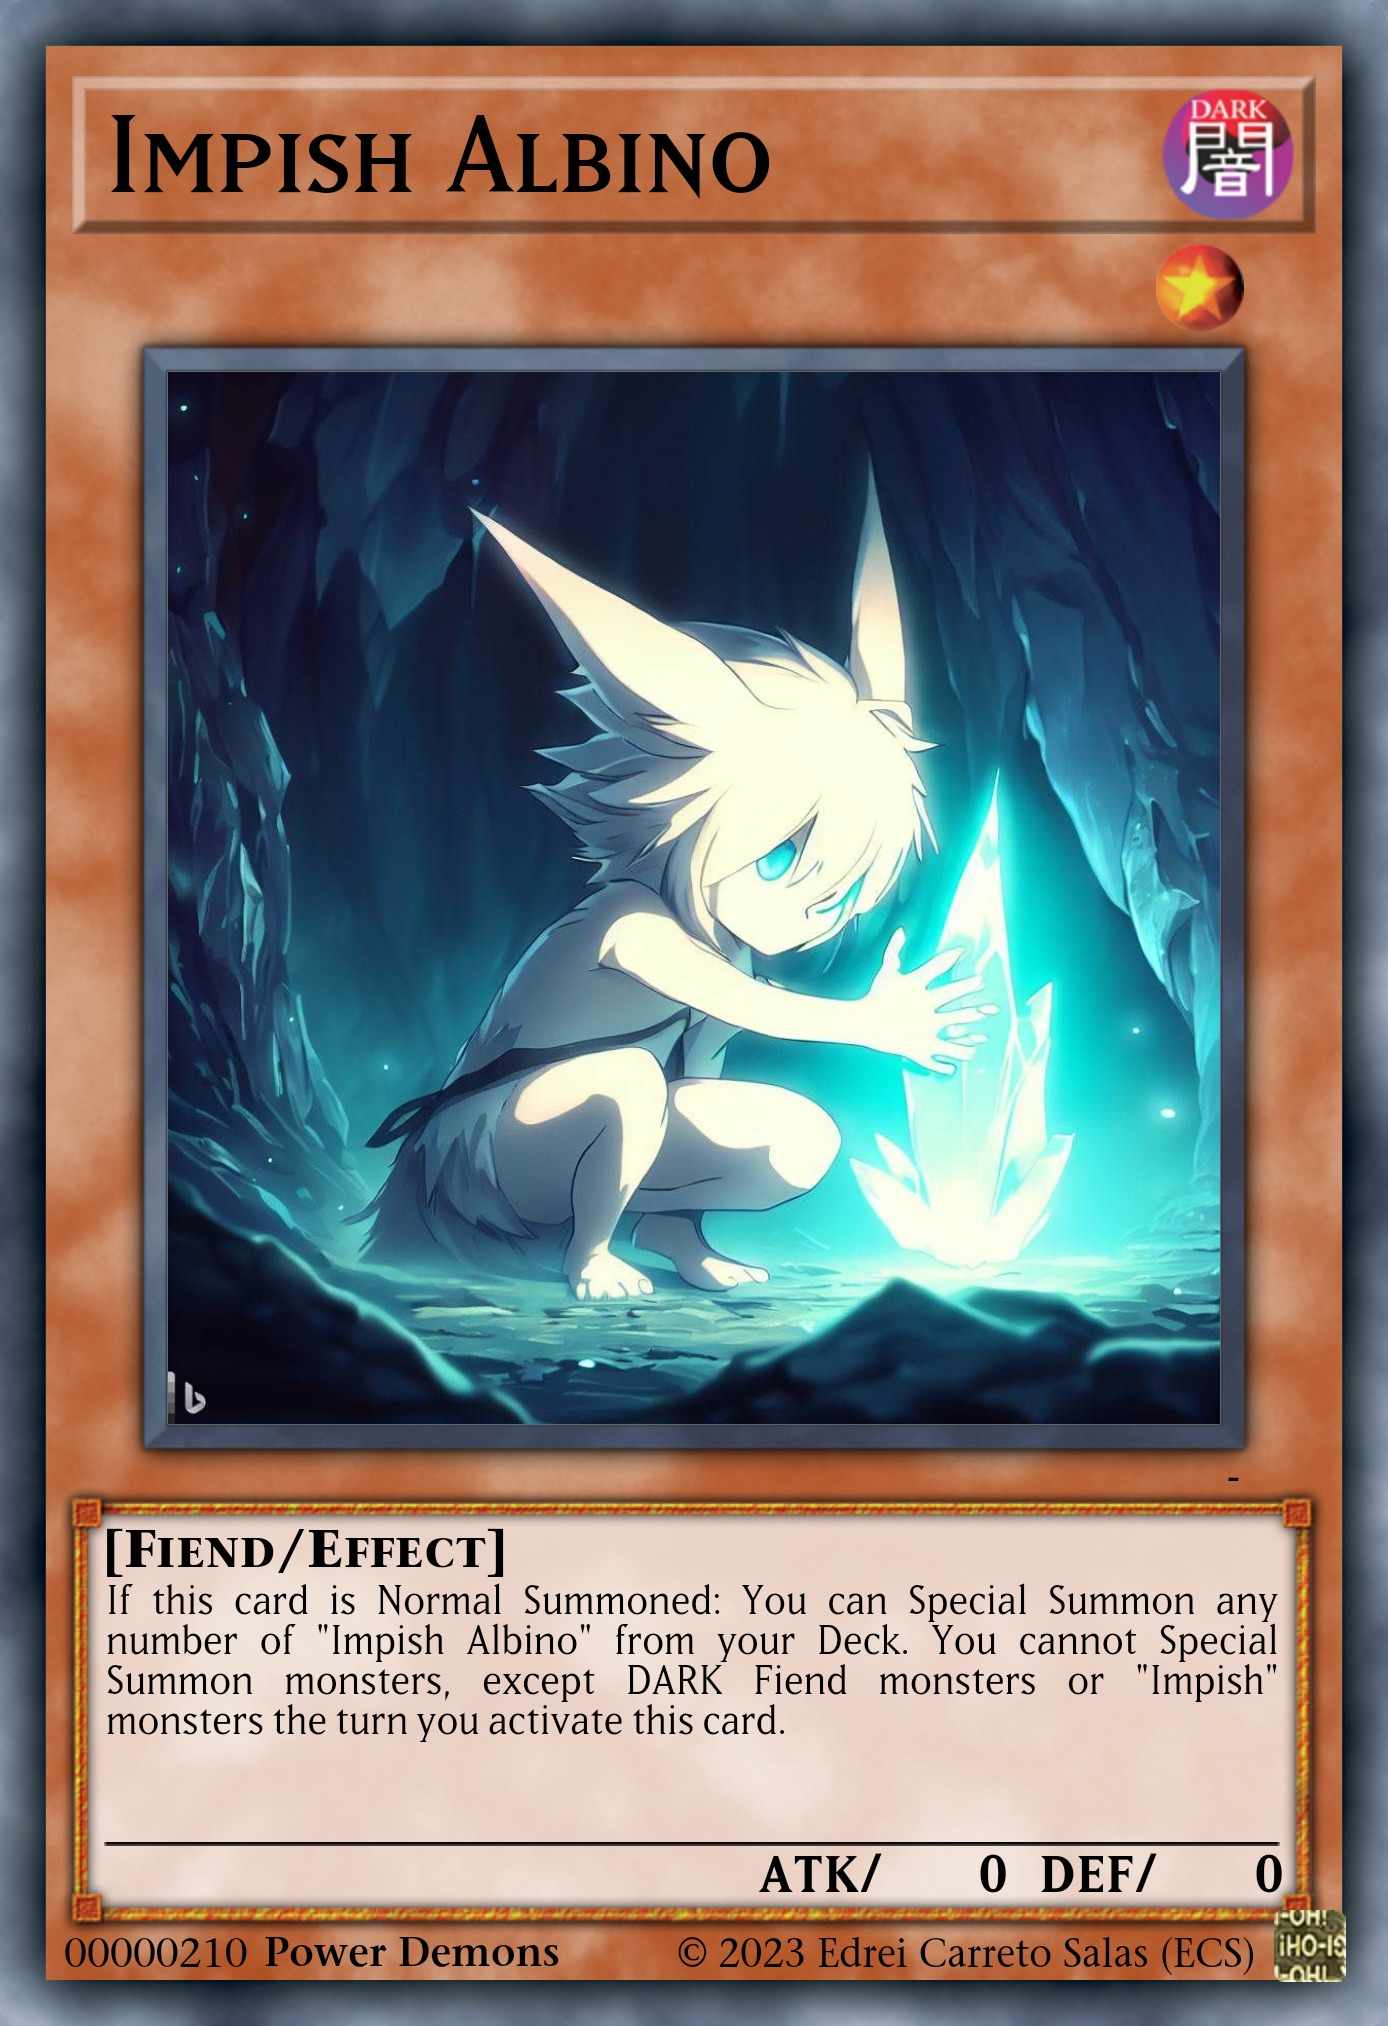 Impish Albino
DARK
闇
-
[Fiend/Effect]
If this card is Normal Summoned: You can Special Summon any
number of "Impish Albino" from your Deck. You cannot Special
Summon monsters, except DARK Fiend monsters or "Impish"
monsters the turn you activate this card.
ATK/ 0 DEF/ 0
00000210 Power Demons © 2023 Edrei Carreto Salas (ECS)